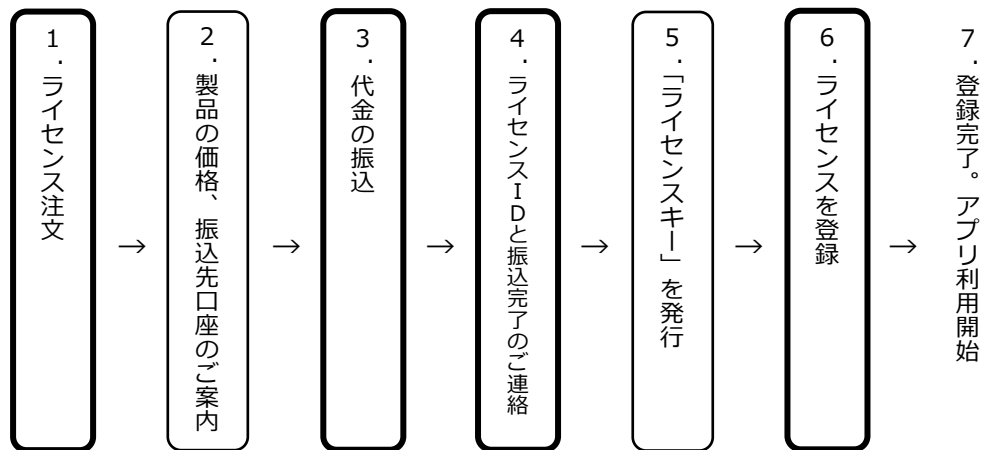 1．ライセンス注文
→
2．製品の価格、振込先口座のご案内
→
3．代金の振込
→
4．ライセンスIDと振込完了のご連絡
→
5．「ライセンスキー」を発行
→
6．ライセンスを登録
→
7．登録完了。アプリ利用開始